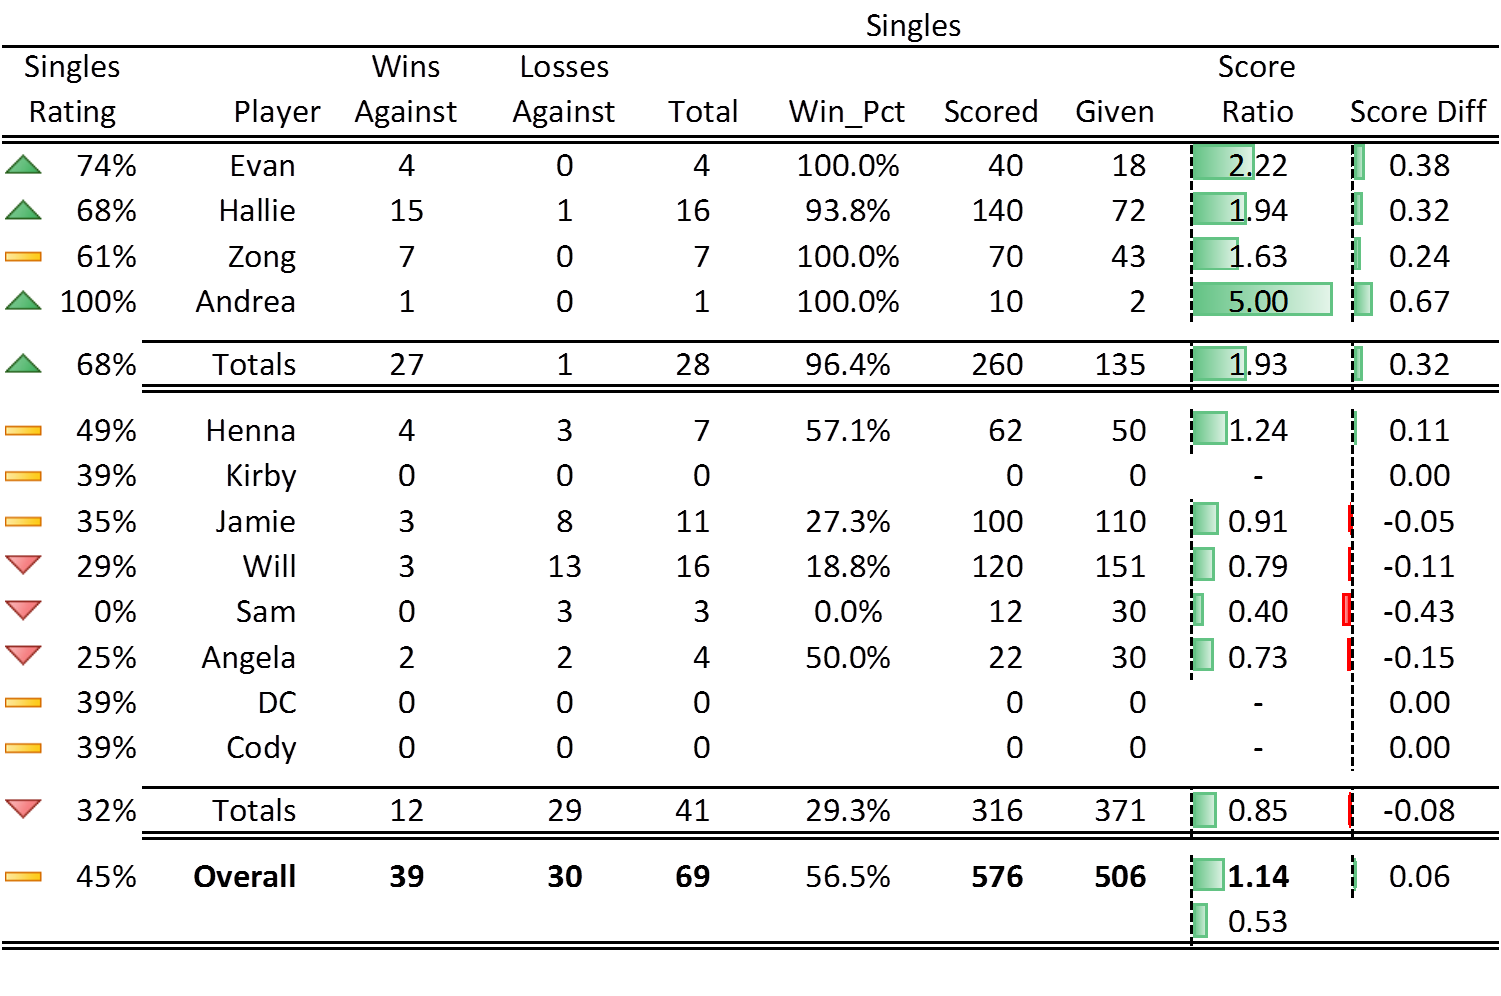 Singles
Singles Wins Losses Score
Rating Player Against Against Total Win_Pct Scored Given Ratio Score Diff
74% Evan 4 0 4 100.0% 40 18 2.22 0.38
68% Hallie 15 1 16 93.8% 140 72 1.94 0.32
61% Zong 7 0 7 100.0% 70 43 1.63 0.24
100% Andrea 1 0 1 100.0% 10 2 5.00 0.67
68% Totals 27 1 28 96.4% 260 135 1.93 0.32
49% Henna 4 3 7 57.1% 62 50 1.24 0.11
39% Kirby 0 0 0 0 0 - 0.00
35% Jamie 3 8 11 27.3% 100 110 0.91 -0.05
29% Will 3 13 16 18.8% 120 151 0.79 -0.11
0% Sam 0 3 3 0.0% 12 30 0.40 -0.43
25% Angela 2 2 4 50.0% 22 30 0.73 -0.15
39% DC 0 0 0 0 0 - 0.00
39% Cody 0 0 0 0 0 - 0.00
32% Totals 12 29 41 29.3% 316 371 0.85 -0.08
45% Overall 39 30 69 56.5% 576 506 1.14 0.06
0.53